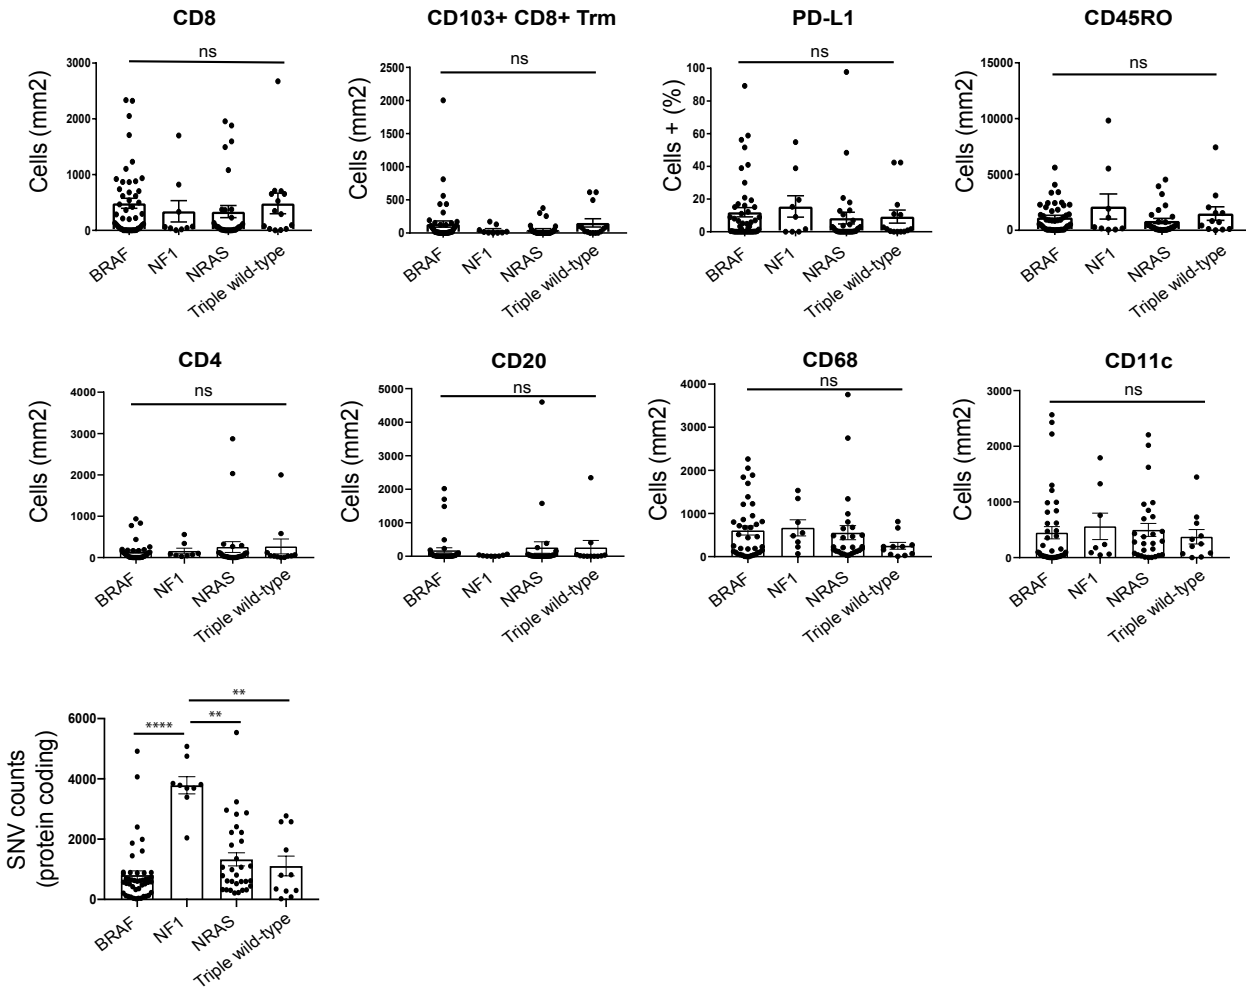 CD8
ns
Cells (mm2)
3000
2000
1000
0
BRAF
NF1
NRAS
Triple wild-type
CD103+ CD8+ Trm
ns
Cells (mm2)
2500
2000
1500
1000
500
0
BRAF
NF1
NRAS
Triple wild-type
PD-L1
ns
Cells + (%)
100
80
60
40
20
0
BRAF
NF1
NRAS
Triple wild-type
CD45RO
ns
Cells (mm2)
15000
10000
5000
0
BRAF
NF1
NRAS
Triple wild-type
CD4
ns
Cells (mm2)
4000
3000
2000
1000
0
BRAF
NF1
NRAS
Triple wild-type
CD20
ns
Cells (mm2)
5000
4000
3000
2000
1000
0
BRAF
NF1
NRAS
Triple wild-type
CD68
ns
Cells (mm2)
4000
3000
2000
1000
0
BRAF
NF1
NRAS
Triple wild-type
CD11c
ns
Cells (mm2)
3000
2000
1000
0
BRAF
NF1
NRAS
Triple wild-type
**
****
**
SNV counts
(protein coding)
6000
4000
2000
0
BRAF
NF1
NRAS
Triple wild-type